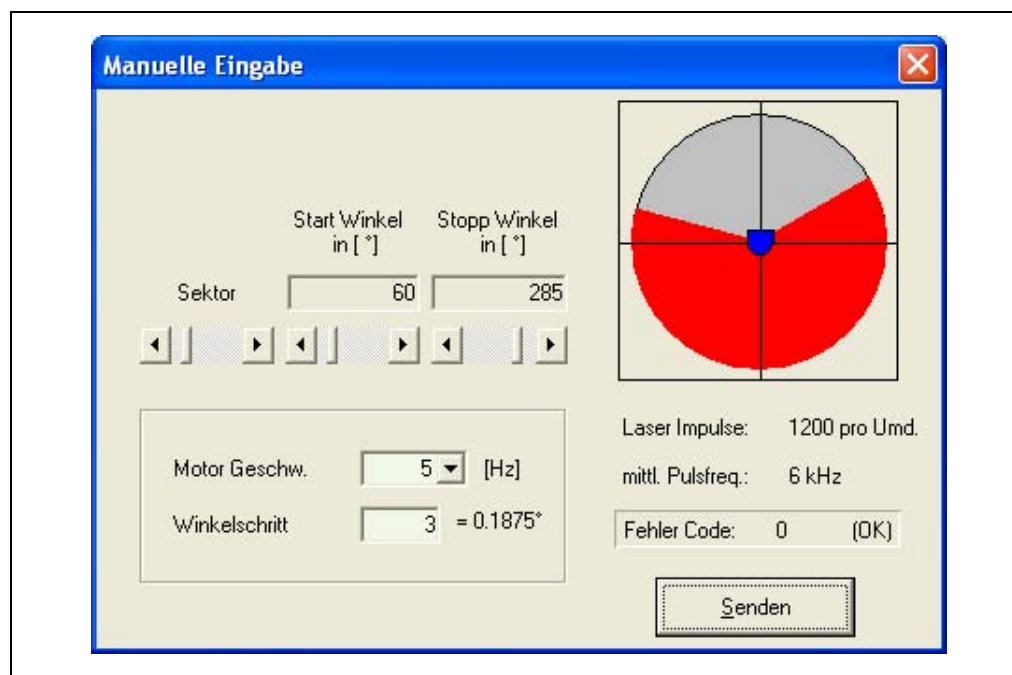 Manuelle Eingabe
Start Winkel Stopp Winkel
in [ °] in [ °]
Sektor 60 285
Motor Geschw. 5 [Hz]
Winkelschritt 3 = 0.1875°
Laser Impulse: 1200 pro Umd.
mittl. Pulsfreq.: 6 kHz
Fehler Code: 0 (OK)
Senden